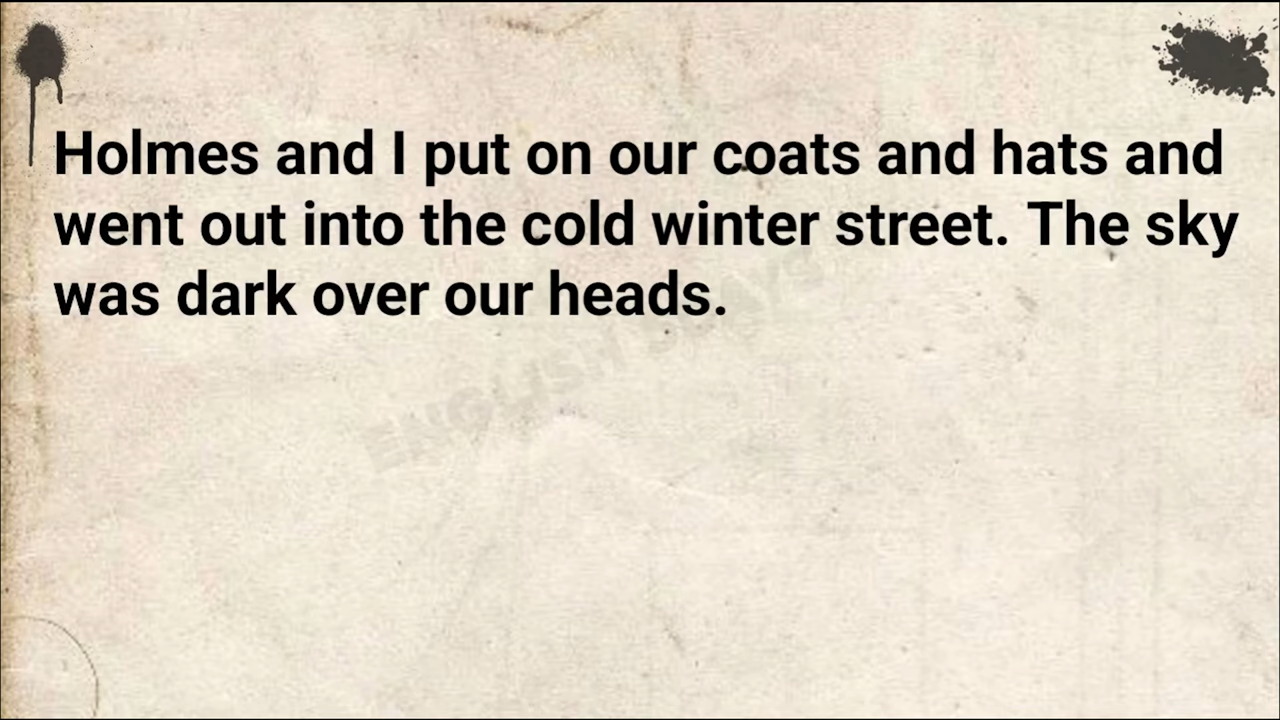 Holmes and I put on our coats and hats and
went out into the cold winter street. The sky
was dark over our heads.